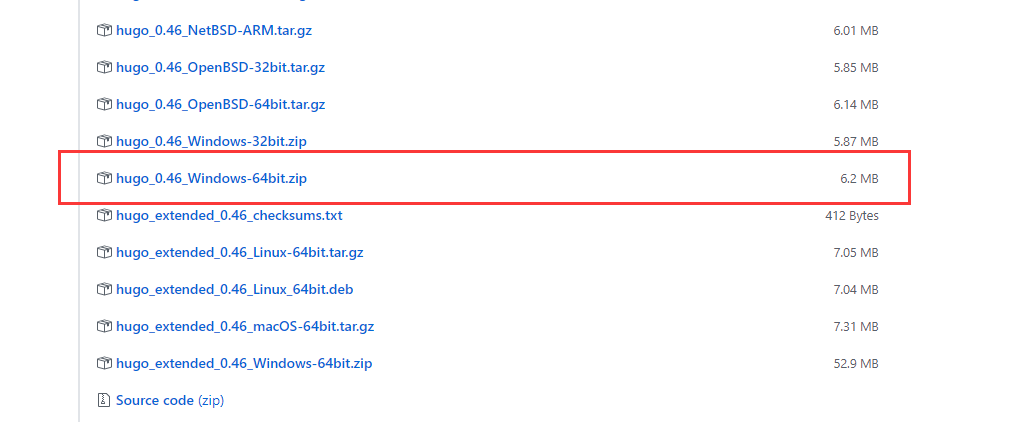 hugo_0.46_NetBSD-ARM.tar.gz 6.01 MB
hugo_0.46_OpenBSD-32bit.tar.gz 5.85 MB
hugo_0.46_OpenBSD-64bit.tar.gz 6.14 MB
hugo_0.46_Windows-32bit.zip 5.87 MB
hugo_0.46_Windows-64bit.zip 6.2 MB
hugo_extended_0.46_checksums.txt 412 Bytes
hugo_extended_0.46_Linux-64bit.tar.gz 7.05 MB
hugo_extended_0.46_Linux_64bit.deb 7.04 MB
hugo_extended_0.46_macOS-64bit.tar.gz 7.31 MB
hugo_extended_0.46_Windows-64bit.zip 52.9 MB
Source code (zip)